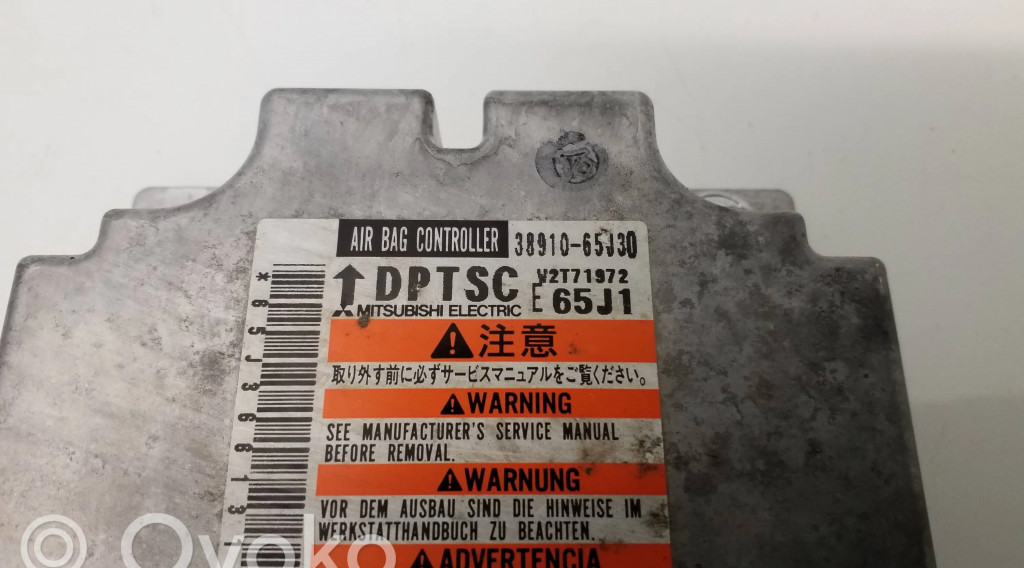 AIR BAG CONTROLLER 38910-65J30
DPTSC W2T71972
MITSUBISHI ELECTRIC E 65J1
注意
取り外す前に必ずサービスマニュアルをご覧ください。
WARNING
SEE MANUFACTURER'S SERVICE MANUAL
BEFORE REMOVAL.
WARNUNG
VOR DEM AUSBAU SIND DIE HINWEISE IM
WERKSTATTHANDBUCH ZU BEACHTEN.
ADVERTENCIA
*65J36613
Ovoko